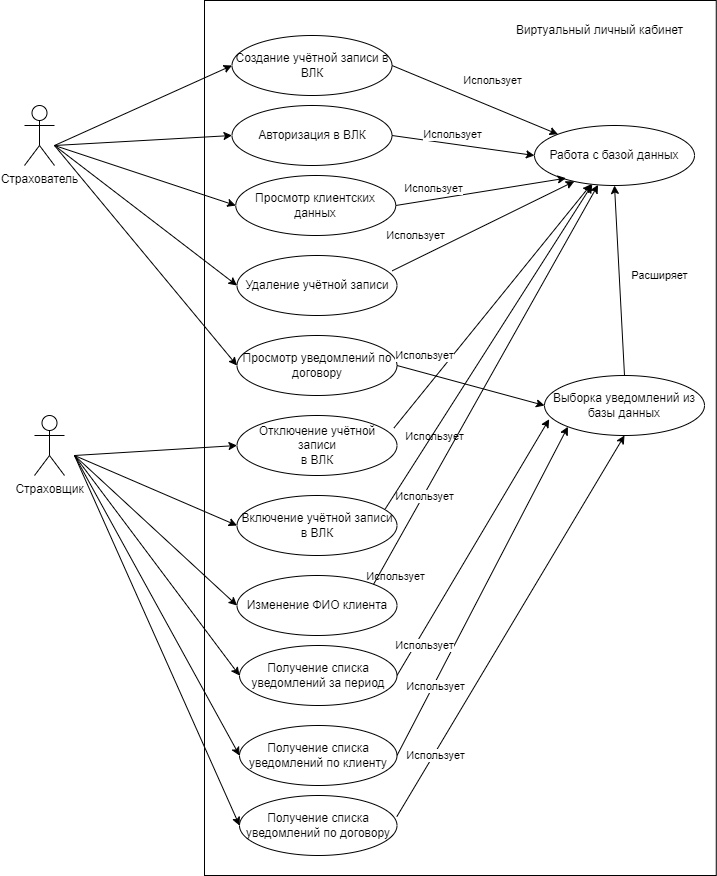 Виртуальный личный кабинет
Создание учётной записи в
ВЛК
Использует
Авторизация в ВЛК
Использует
Работа с базой данных
Страхователь
Просмотр клиентских
данных
Использует
Использует
Удаление учётной записи
Расширяет
Просмотр уведомлений по
договору
Использует
Выборка уведомлений из
базы данных
Отключение учётной
записи
в ВЛК
Использует
Страховщик
Использует
Включение учётной записи
в ВЛК
Использует
Изменение ФИО клиента
Использует
Получение списка
уведомлений за период
Использует
Получение списка
уведомлений по клиенту
Использует
Получение списка
уведомлений по договору